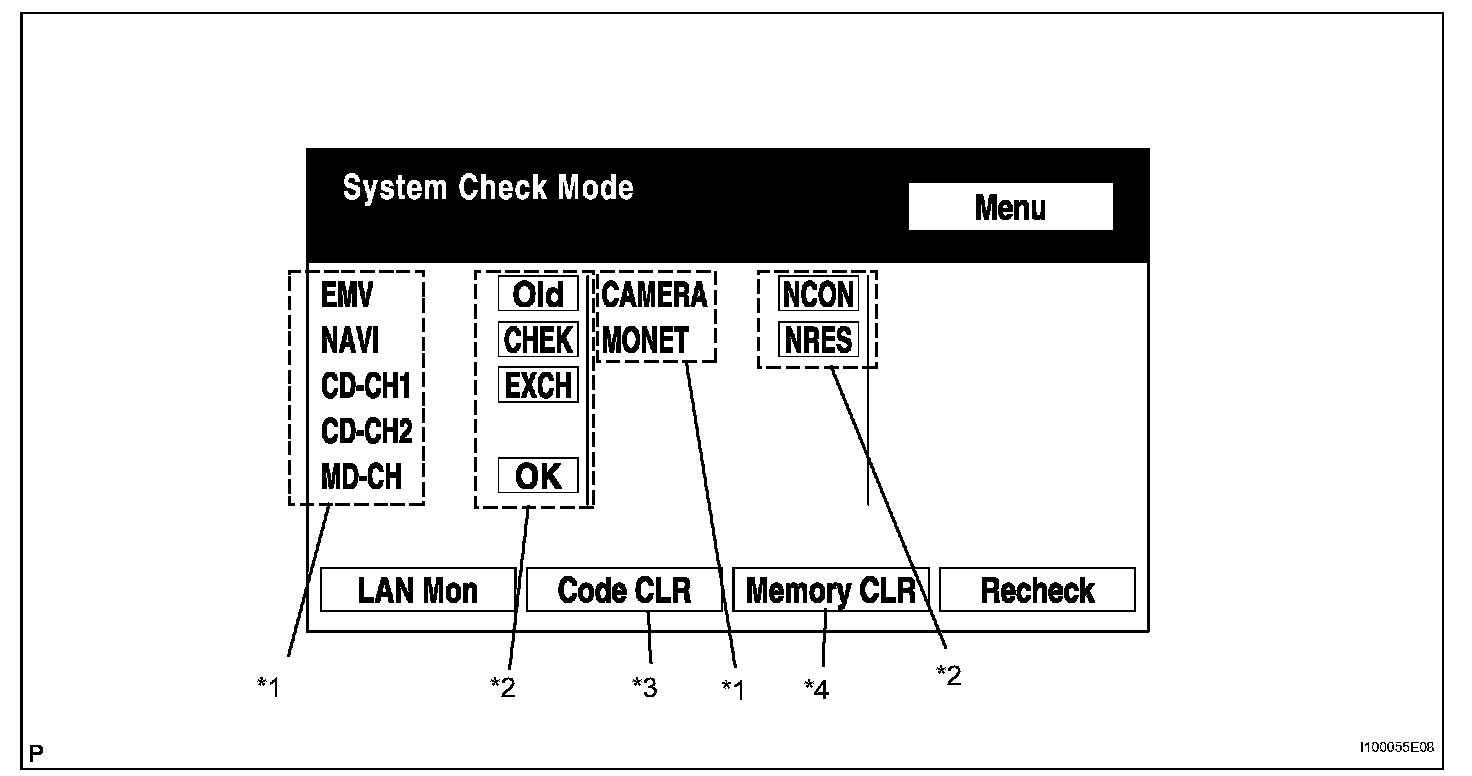 System Check Mode
Menu
EMV Old CAMERA NCON
NAVI CHEK MONET NRES
CD-CH1 EXCH
CD-CH2
MD-CH OK
LAN Mon Code CLR Memory CLR Recheck
*1 *2 *3 *1 *4 *2
P I100055E08